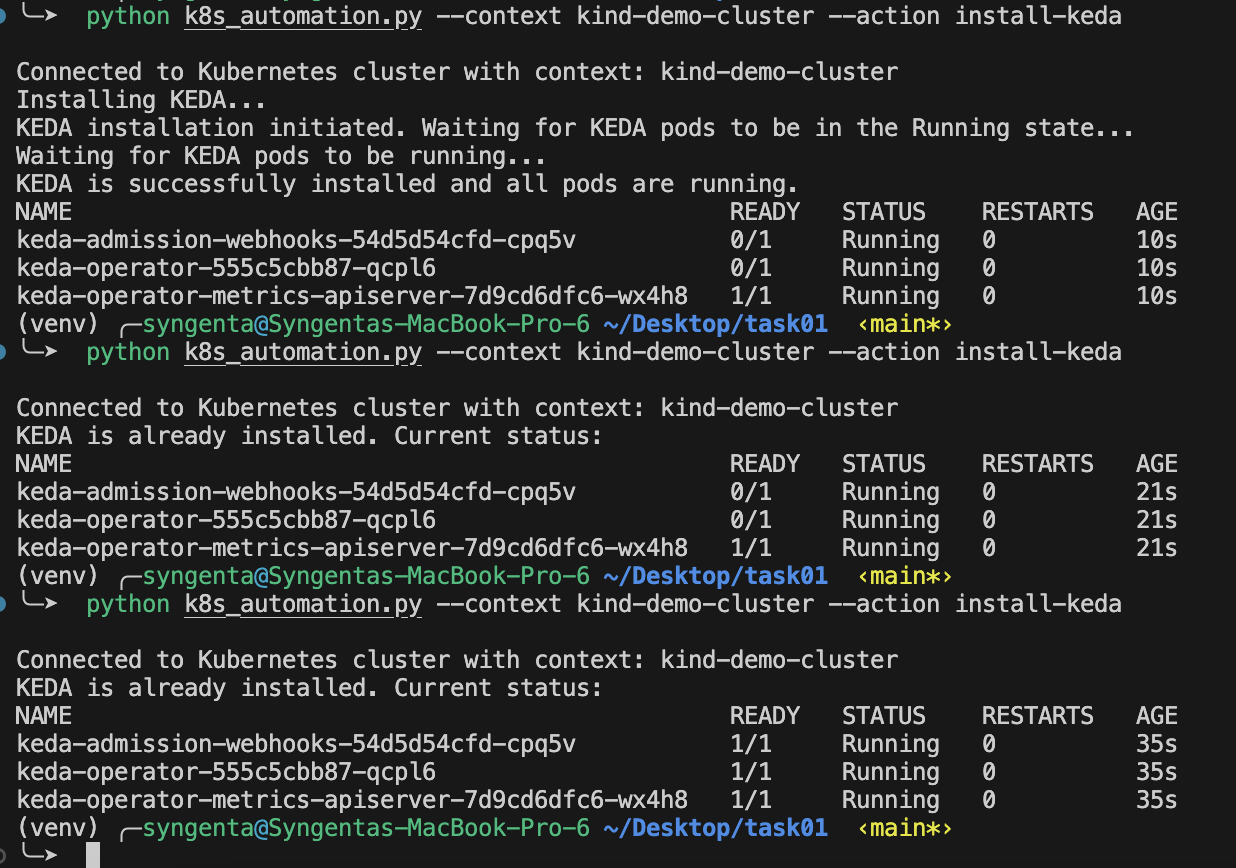 ╰─➤  python k8s_automation.py --context kind-demo-cluster --action install-keda
Connected to Kubernetes cluster with context: kind-demo-cluster
Installing KEDA...
KEDA installation initiated. Waiting for KEDA pods to be in the Running state...
Waiting for KEDA pods to be running...
KEDA is successfully installed and all pods are running.
NAME                                               READY   STATUS    RESTARTS   AGE
keda-admission-webhooks-54d5d54cfd-cpq5v           0/1     Running   0          10s
keda-operator-555c5cbb87-qcpl6                     0/1     Running   0          10s
keda-operator-metrics-apiserver-7d9cd6dfc6-wx4h8   1/1     Running   0          10s
(venv) ╭─syngenta@Syngentas-MacBook-Pro-6 ~/Desktop/task01  ‹main*›
╰─➤  python k8s_automation.py --context kind-demo-cluster --action install-keda
Connected to Kubernetes cluster with context: kind-demo-cluster
KEDA is already installed. Current status:
NAME                                               READY   STATUS    RESTARTS   AGE
keda-admission-webhooks-54d5d54cfd-cpq5v           0/1     Running   0          21s
keda-operator-555c5cbb87-qcpl6                     0/1     Running   0          21s
keda-operator-metrics-apiserver-7d9cd6dfc6-wx4h8   1/1     Running   0          21s
(venv) ╭─syngenta@Syngentas-MacBook-Pro-6 ~/Desktop/task01  ‹main*›
╰─➤  python k8s_automation.py --context kind-demo-cluster --action install-keda
Connected to Kubernetes cluster with context: kind-demo-cluster
KEDA is already installed. Current status:
NAME                                               READY   STATUS    RESTARTS   AGE
keda-admission-webhooks-54d5d54cfd-cpq5v           1/1     Running   0          35s
keda-operator-555c5cbb87-qcpl6                     1/1     Running   0          35s
keda-operator-metrics-apiserver-7d9cd6dfc6-wx4h8   1/1     Running   0          35s
(venv) ╭─syngenta@Syngentas-MacBook-Pro-6 ~/Desktop/task01  ‹main*›
╰─➤